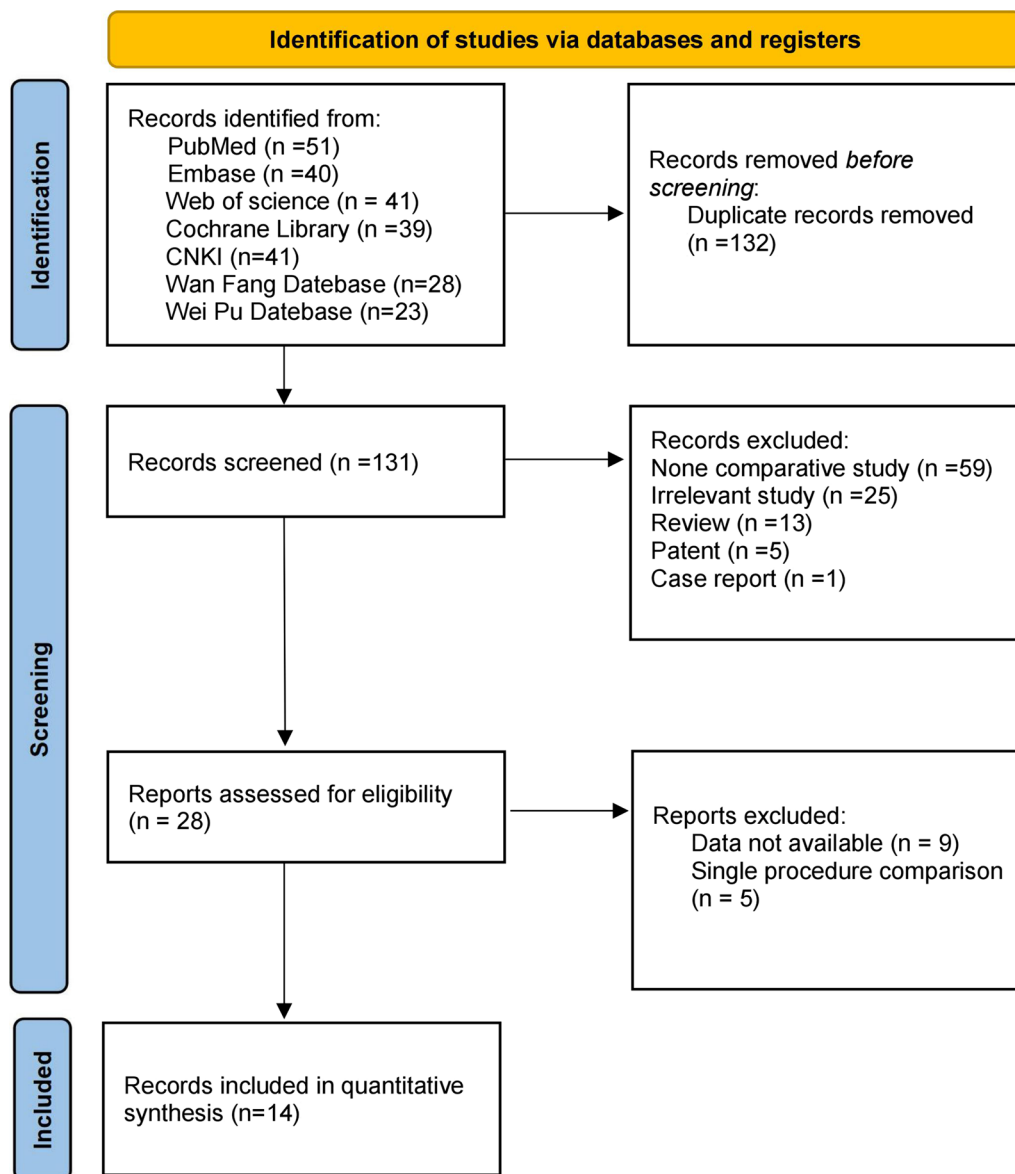 Identification of studies via databases and registers
Identification
Records identified from:
PubMed (n =51)
Embase (n =40)
Web of science (n = 41)
Cochrane Library (n =39)
CNKI (n=41)
Wan Fang Datebase (n=28)
Wei Pu Datebase (n=23)
Records removed before
screening:
Duplicate records removed
(n =132)
Screening
Records screened (n =131)
Records excluded:
None comparative study (n =59)
Irrelevant study (n =25)
Review (n =13)
Patent (n =5)
Case report (n =1)
Reports assessed for eligibility
(n = 28)
Reports excluded:
Data not available (n = 9)
Single procedure comparison
(n = 5)
Included
Records included in quantitative
synthesis (n=14)